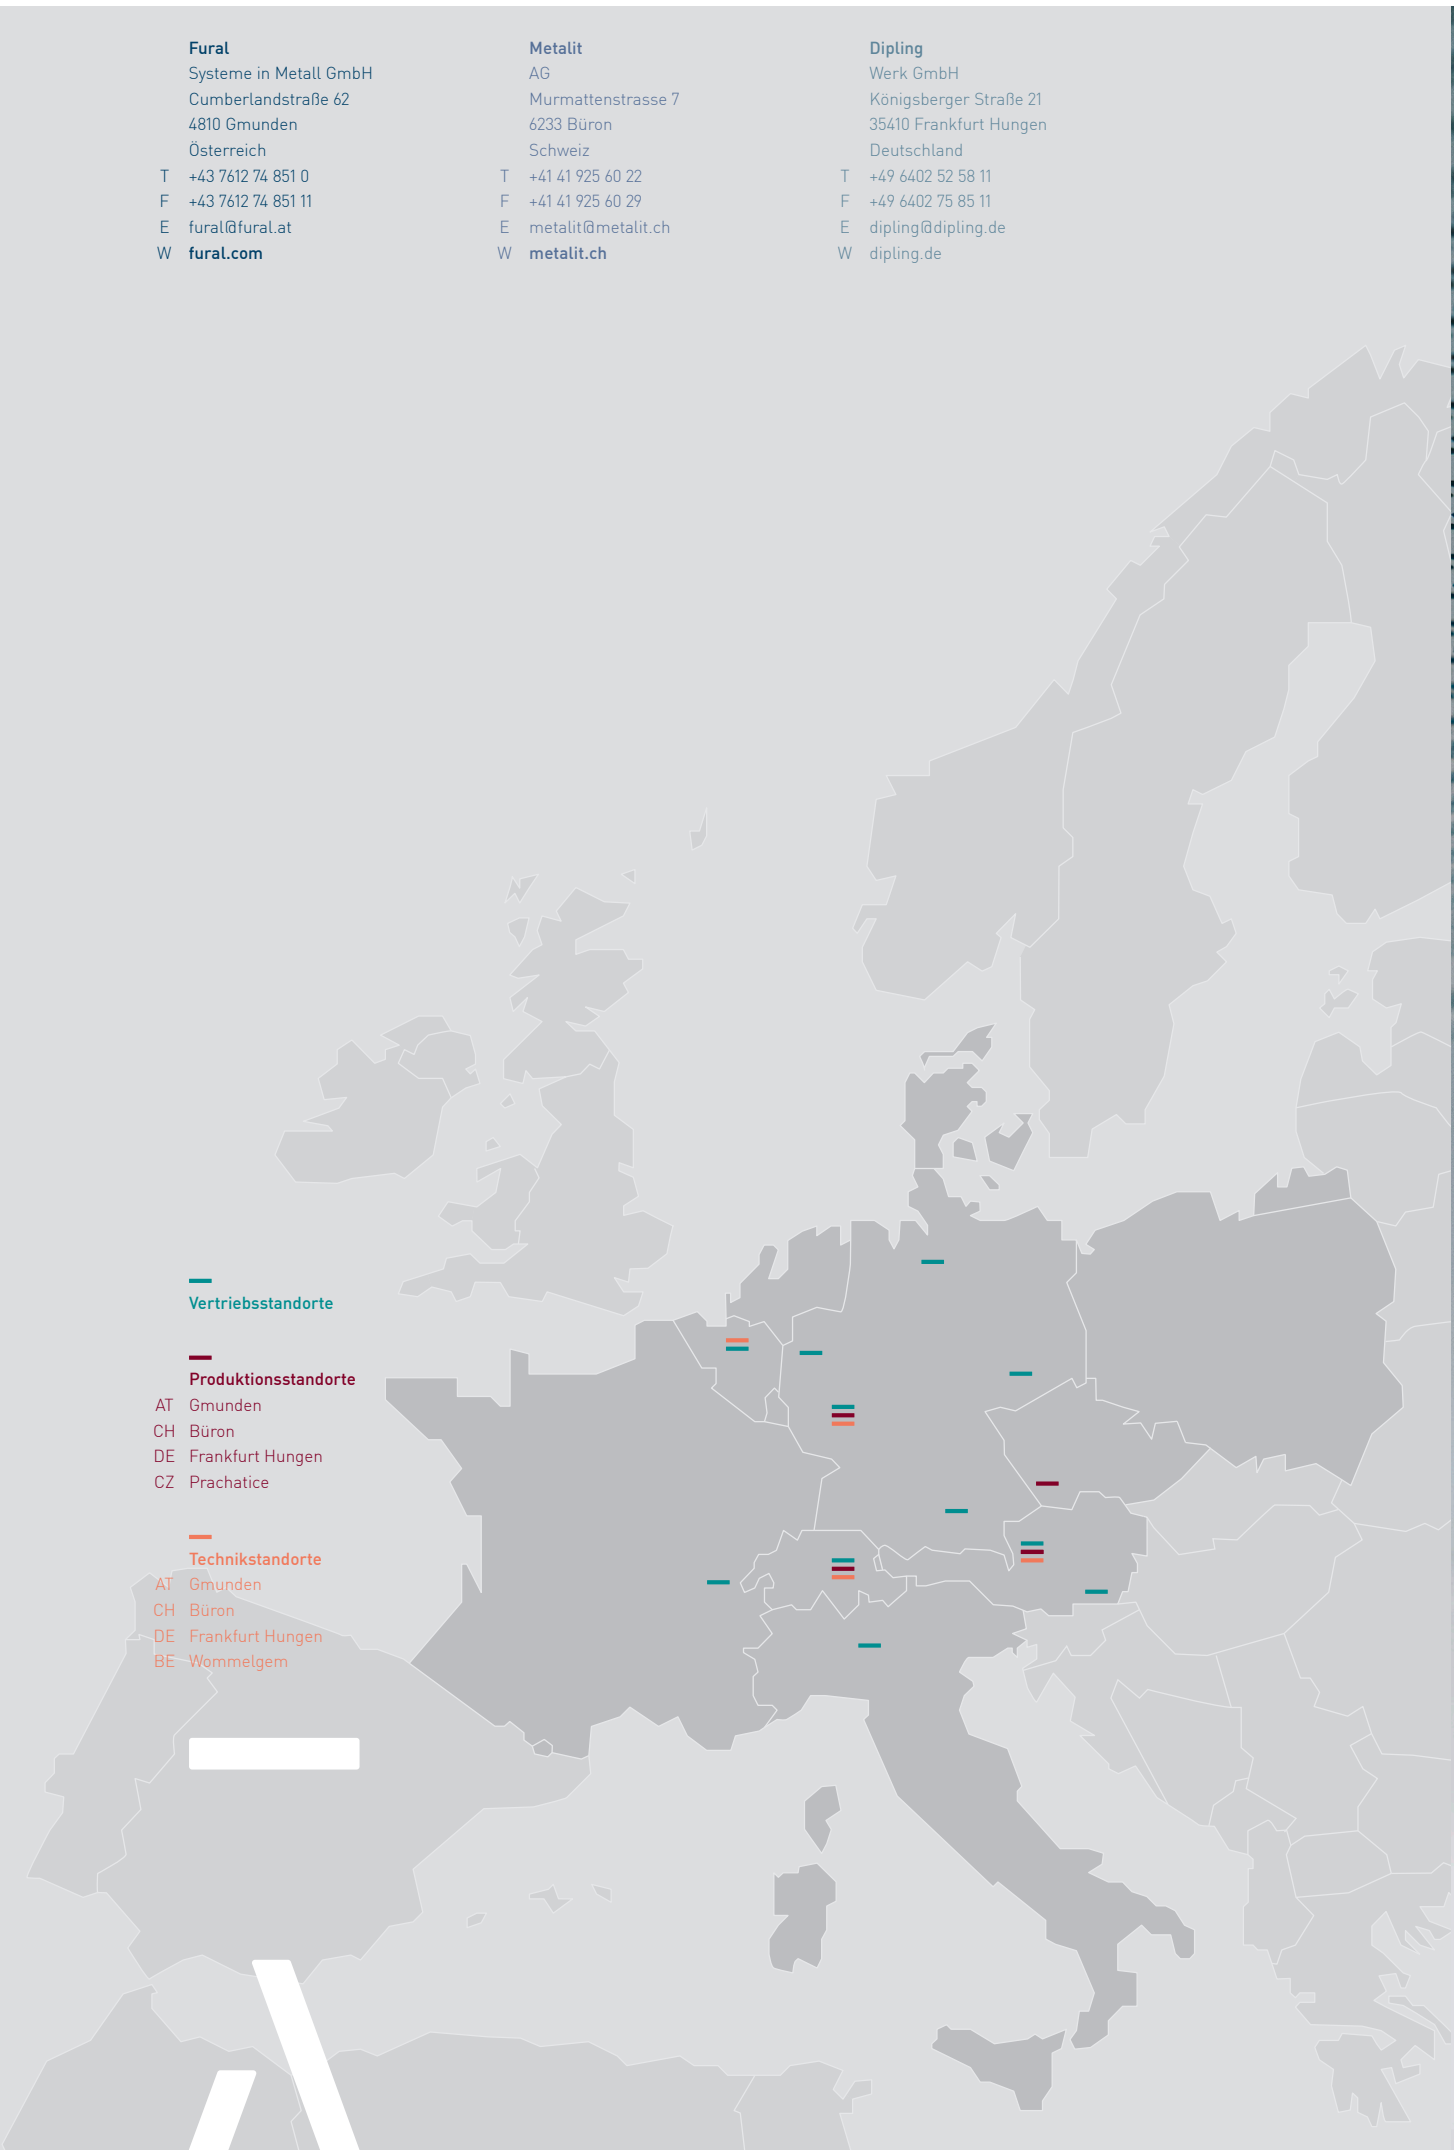 Fural
Systeme in Metall GmbH
Cumberlandstraße 62
4810 Gmunden
Österreich
T +43 7612 74 851 0
F +43 7612 74 851 11
E fural@fural.at
W fural.com
Metalit
AG
Murmattenstrasse 7
6233 Büron
Schweiz
T +41 41 925 60 22
F +41 41 925 60 29
E metalit@metalit.ch
W metalit.ch
Dipling
Werk GmbH
Königsberger Straße 21
35410 Frankfurt Hungen
Deutschland
T +49 6402 52 58 11
F +49 6402 75 85 11
E dipling@dipling.de
W dipling.de
Vertriebsstandorte
Produktionsstandorte
AT Gmunden
CH Büron
DE Frankfurt Hungen
CZ Prachatice
Technikstandorte
AT Gmunden
CH Büron
DE Frankfurt Hungen
BE Wommelgem